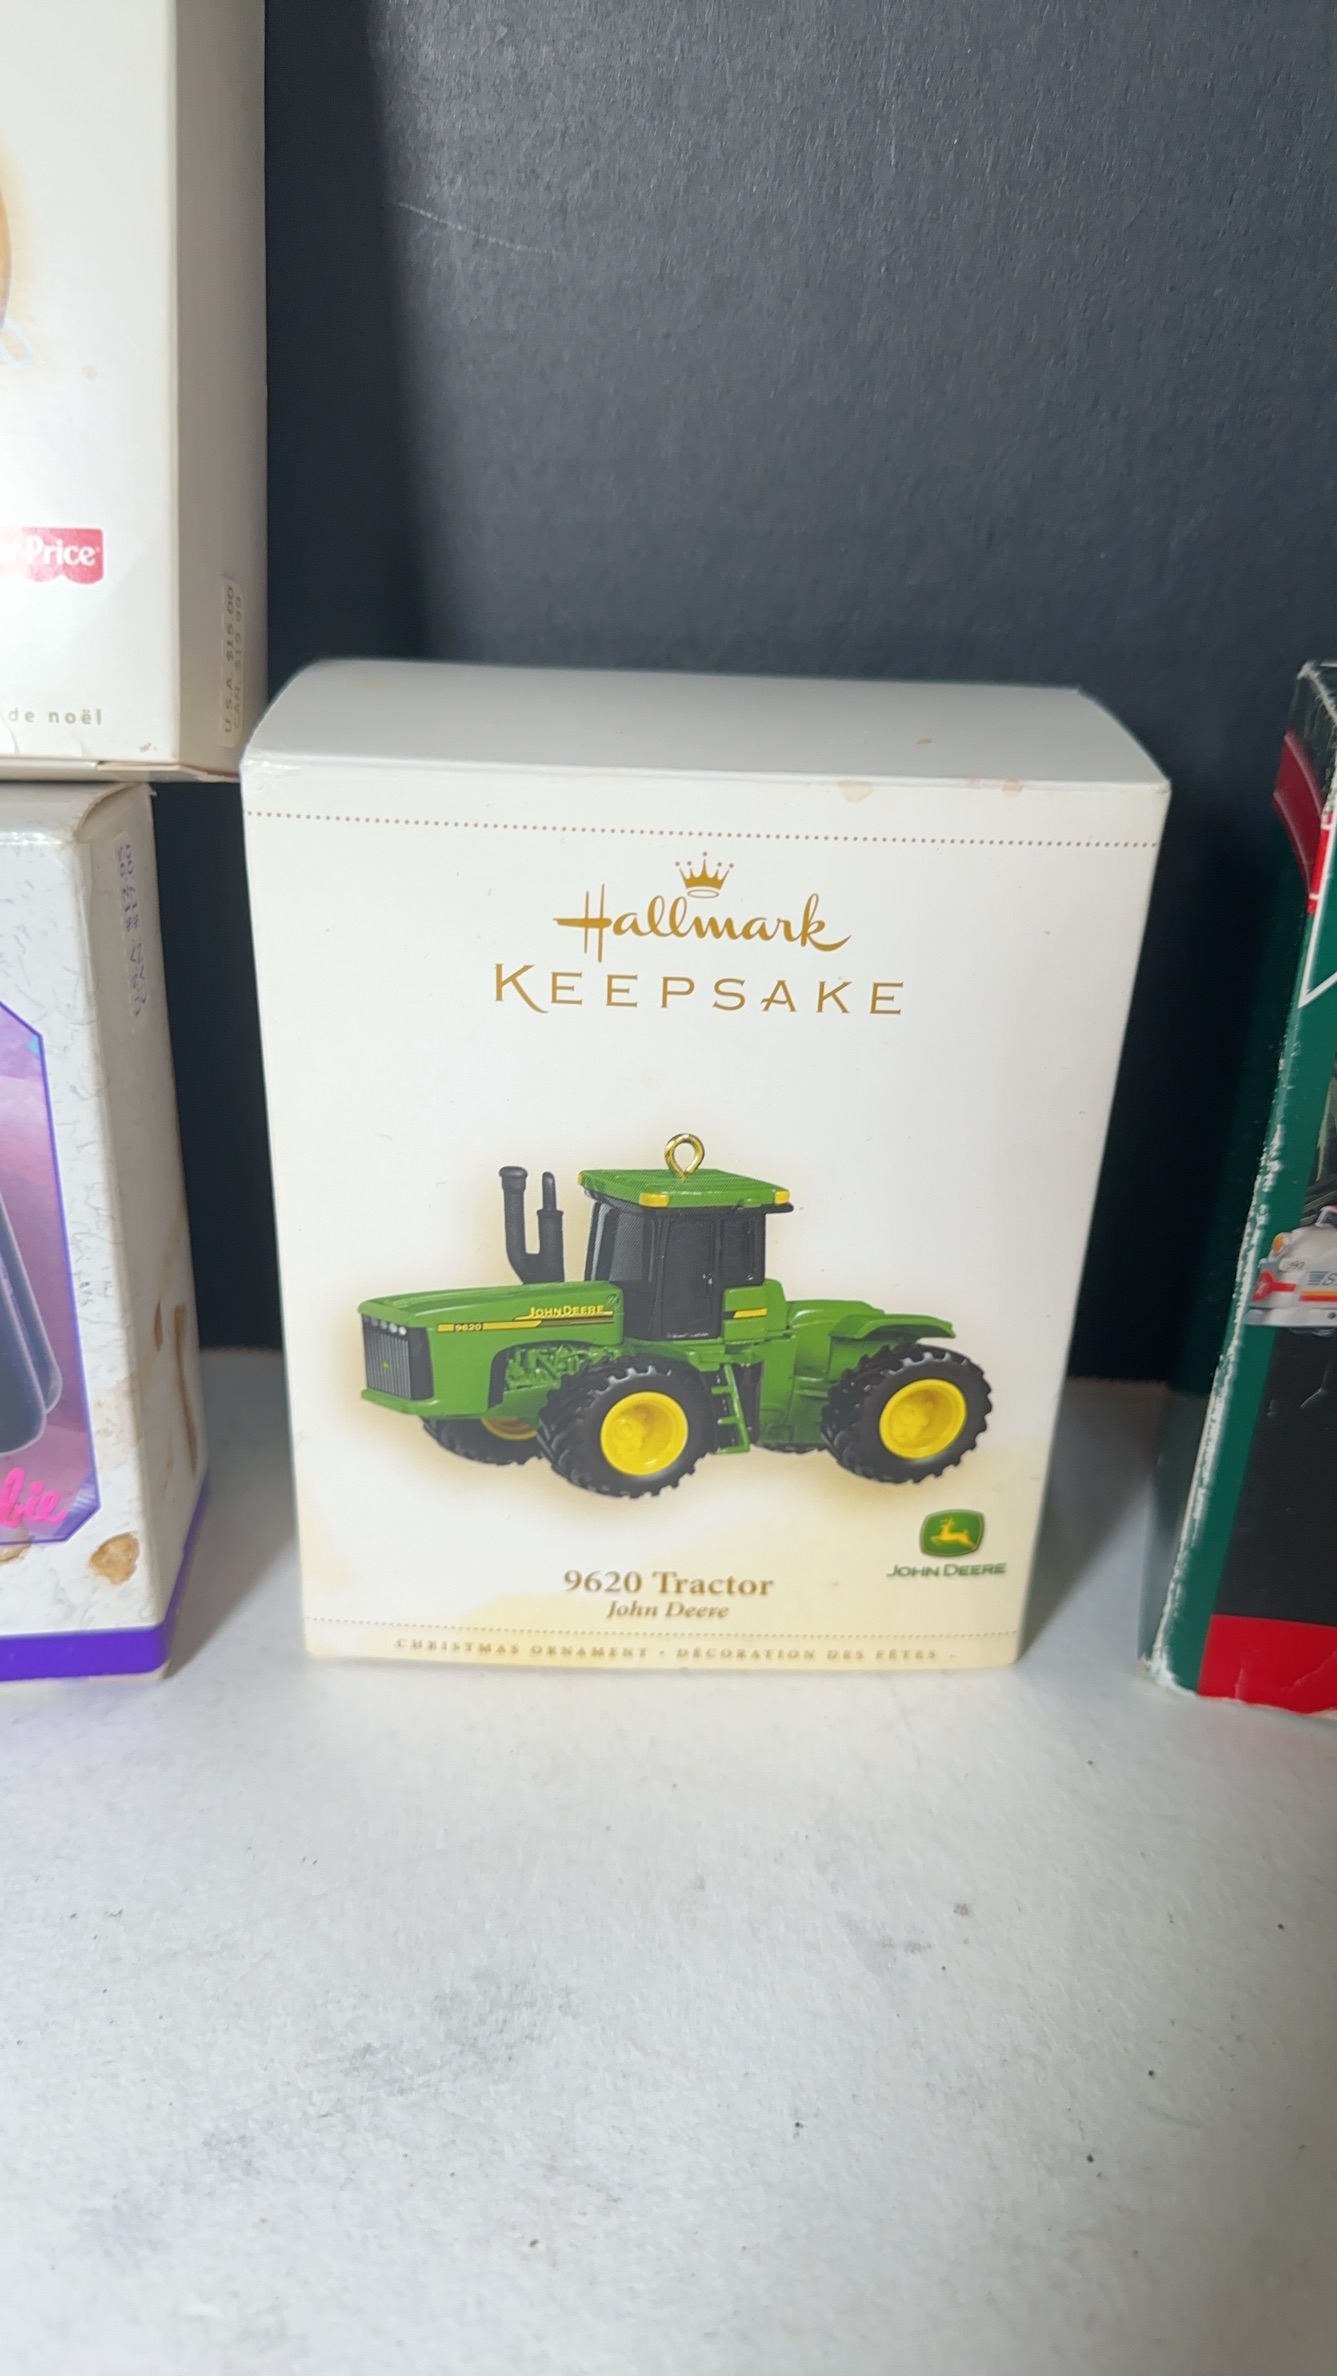 Price
U.S.A. $15.00
CAN. $19.99
de noël
Hallmark
KEEPSAKE
JOHN DEERE
9620
JOHN DEERE
9620 Tractor
John Deere
CHRISTMAS ORNAMENT · DÉCORATION DES FÊTES